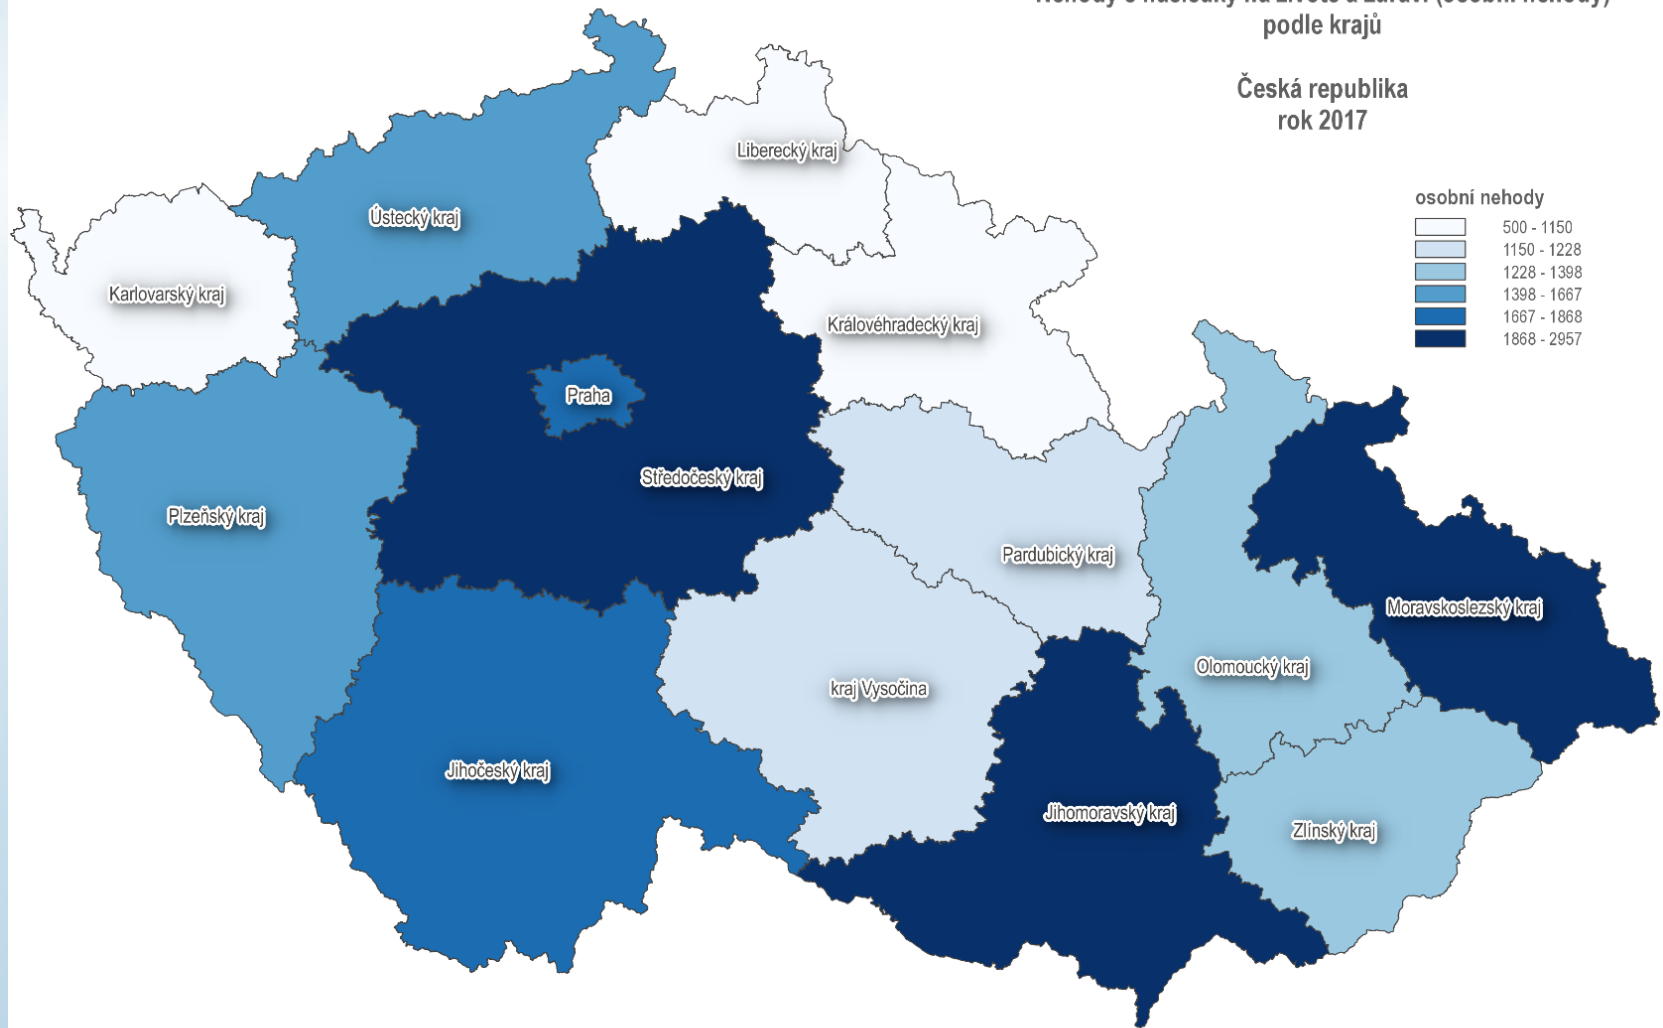 podle krajů
Česká republika
rok 2017
osobní nehody
500 - 1150
1150 - 1228
1228 - 1398
1398 - 1667
1667 - 1868
1868 - 2957
Liberecký kraj
Ústecký kraj
Karlovarský kraj
Královéhradecký kraj
Praha
Středočeský kraj
Plzeňský kraj
Pardubický kraj
Moravskoslezský kraj
Olomoucký kraj
kraj Vysočina
Jihočeský kraj
Jihomoravský kraj
Zlínský kraj